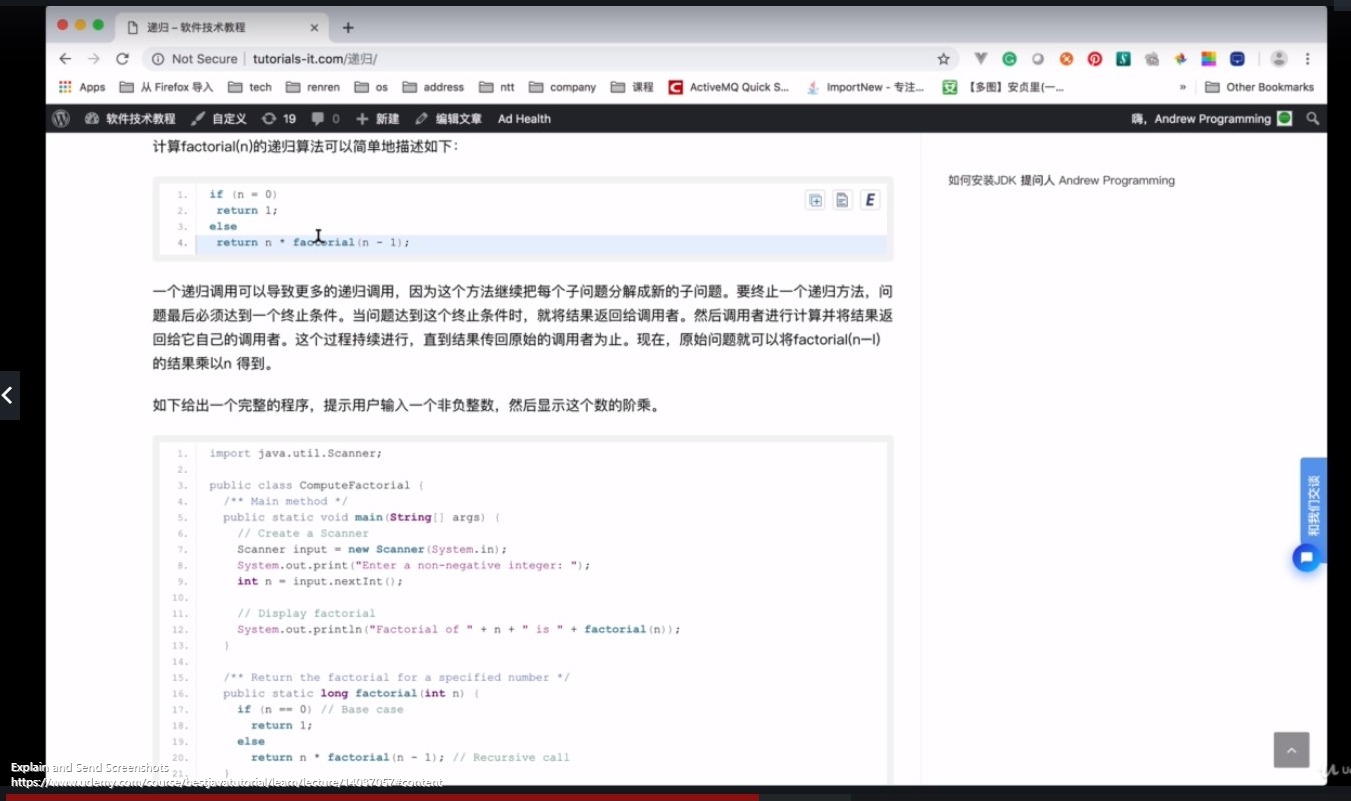 递归 – 软件技术教程
Not Secure | tutorials-it.com/递归/
Apps 从 Firefox 导入 tech renren os address ntt company 课程 ActiveMQ Quick S... ImportNew - 专注... 【多图】安贞里(一... » Other Bookmarks
软件技术教程 自定义 19 0 新建 编辑文章 Ad Health 嗨，Andrew Programming
计算factorial(n)的递归算法可以简单地描述如下：
如何安装JDK 提问人 Andrew Programming
1. if (n = 0)
2. return 1;
3. else
4. return n * factorial(n - 1);
E
一个递归调用可以导致更多的递归调用，因为这个方法继续把每个子问题分解成新的子问题。要终止一个递归方法，问
题最后必须达到一个终止条件。当问题达到这个终止条件时，就将结果返回给调用者。然后调用者进行计算并将结果返
回给它自己的调用者。这个过程持续进行，直到结果传回原始的调用者为止。现在，原始问题就可以将factorial(n—l)
的结果乘以n 得到。
如下给出一个完整的程序，提示用户输入一个非负整数，然后显示这个数的阶乘。
1. import java.util.Scanner;
2.
3. public class ComputeFactorial {
4. /** Main method */
5. public static void main(String[] args) {
6. // Create a Scanner
7. Scanner input = new Scanner(System.in);
8. System.out.print("Enter a non-negative integer: ");
9. int n = input.nextInt();
10.
11. // Display factorial
12. System.out.println("Factorial of " + n + " is " + factorial(n));
13. }
14.
15. /** Return the factorial for a specified number */
16. public static long factorial(int n) {
17. if (n == 0) // Base case
18. return 1;
19. else
20. return n * factorial(n - 1); // Recursive call
21. }
和我们交谈
Explain and Send Screenshots
https://www.udemy.com/course/bestjavatutorial/learn/lecture/14087057#content